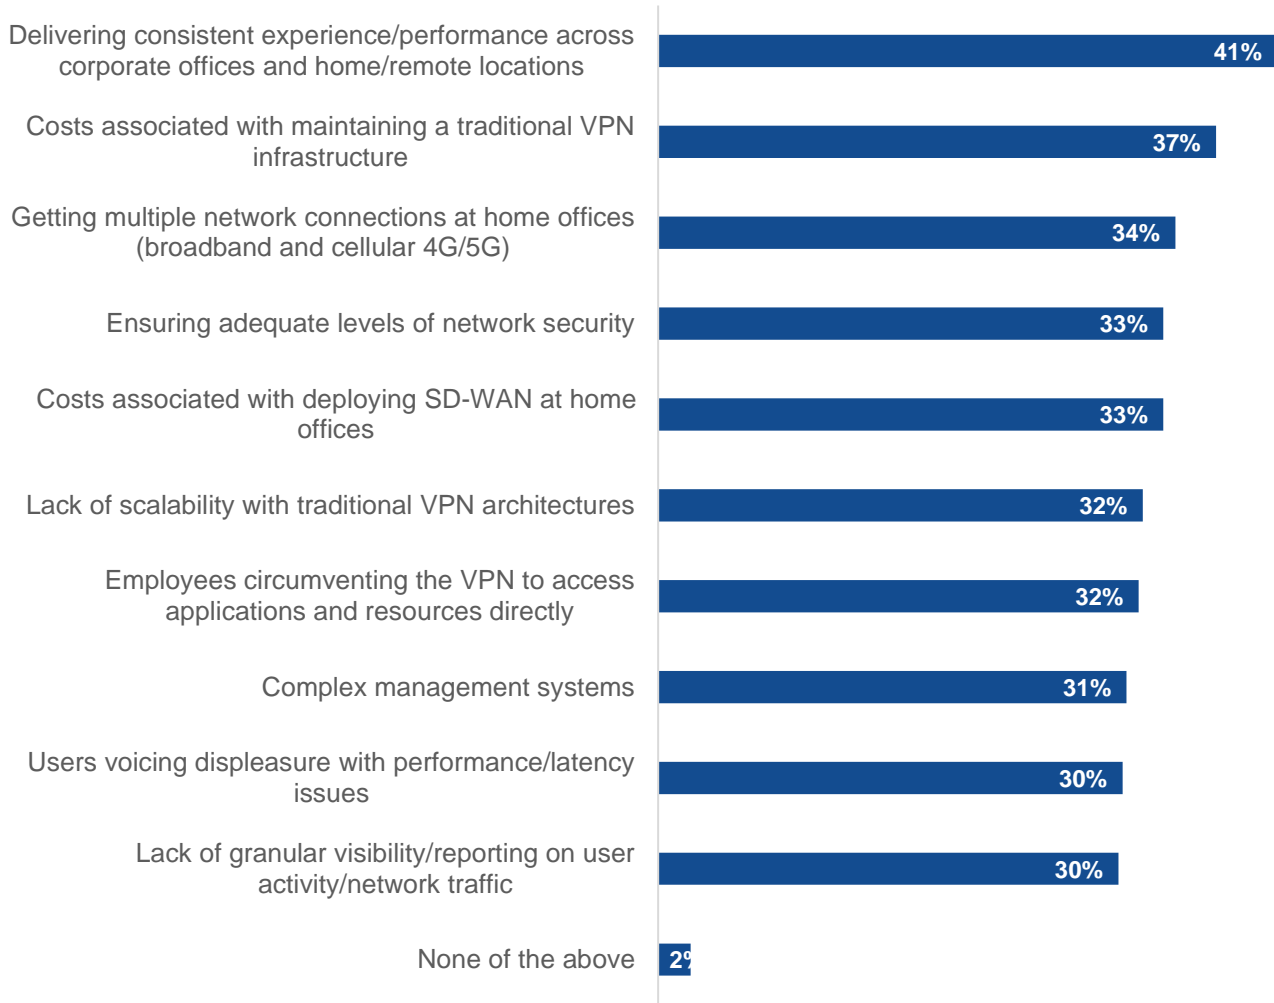 Delivering consistent experience/performance across
corporate offices and home/remote locations
41%
Costs associated with maintaining a traditional VPN
infrastructure
37%
Getting multiple network connections at home offices
(broadband and cellular 4G/5G)
34%
Ensuring adequate levels of network security
33%
Costs associated with deploying SD-WAN at home
offices
33%
Lack of scalability with traditional VPN architectures
32%
Employees circumventing the VPN to access
applications and resources directly
32%
Complex management systems
31%
Users voicing displeasure with performance/latency
issues
30%
Lack of granular visibility/reporting on user
activity/network traffic
30%
None of the above
2%